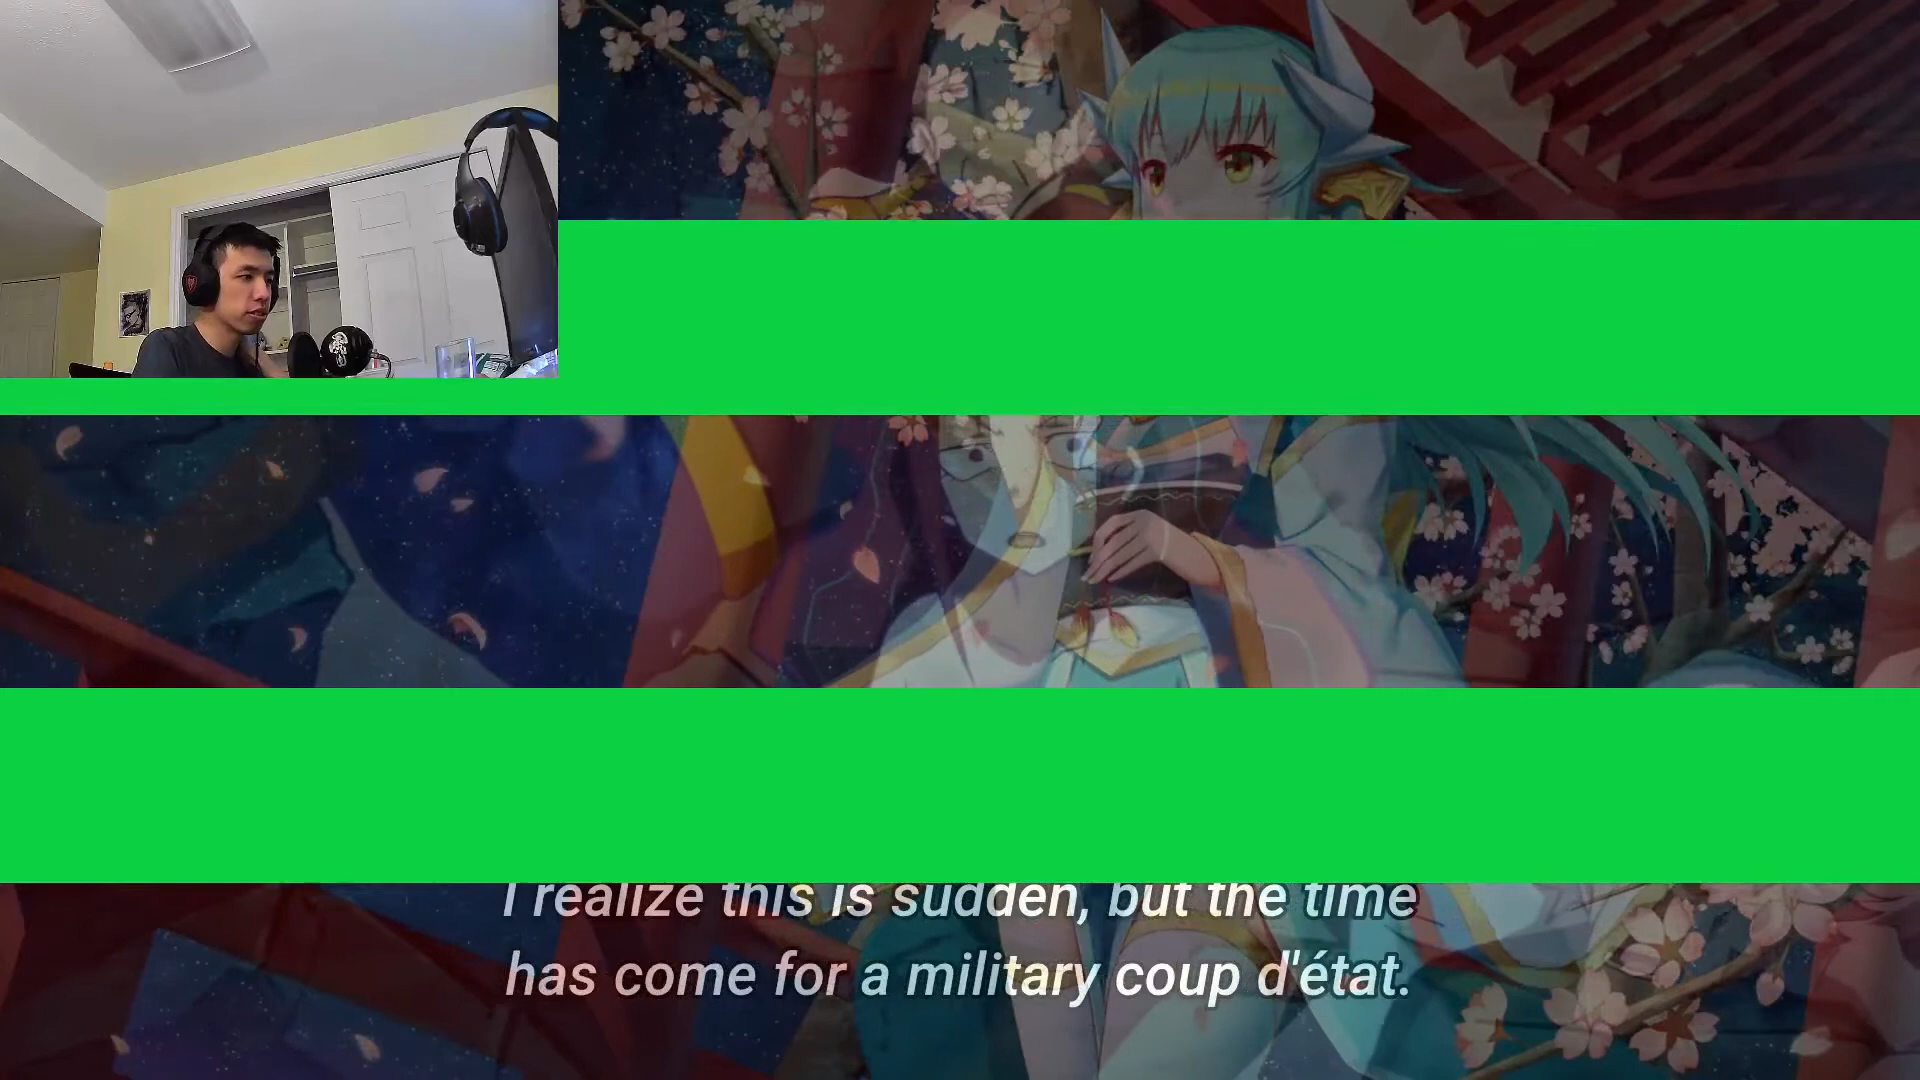 I realize this is sudden, but the time
has come for a military coup d'état.